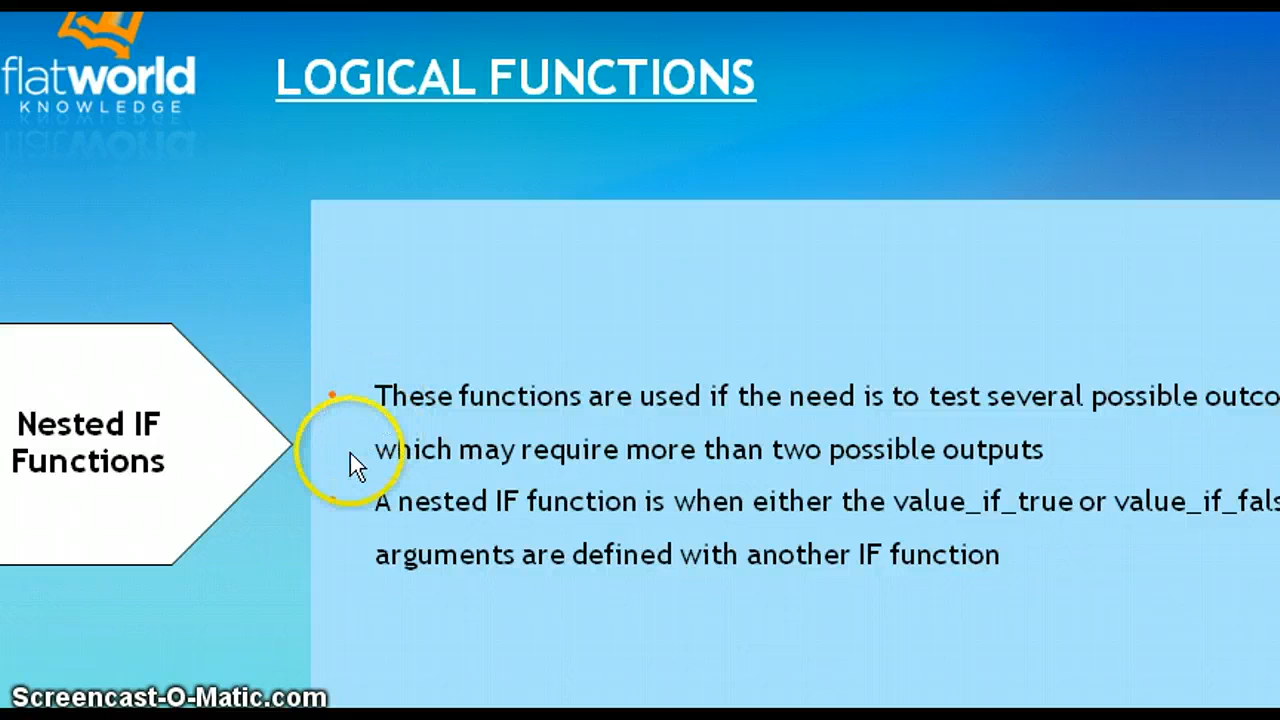 flatworld
KNOWLEDGE
LOGICAL FUNCTIONS
Nested IF
Functions
These functions are used if the need is to test several possible outco
which may require more than two possible outputs
A nested IF function is when either the value_if_true or value_if_fals
arguments are defined with another IF function
Screencast-O-Matic.com